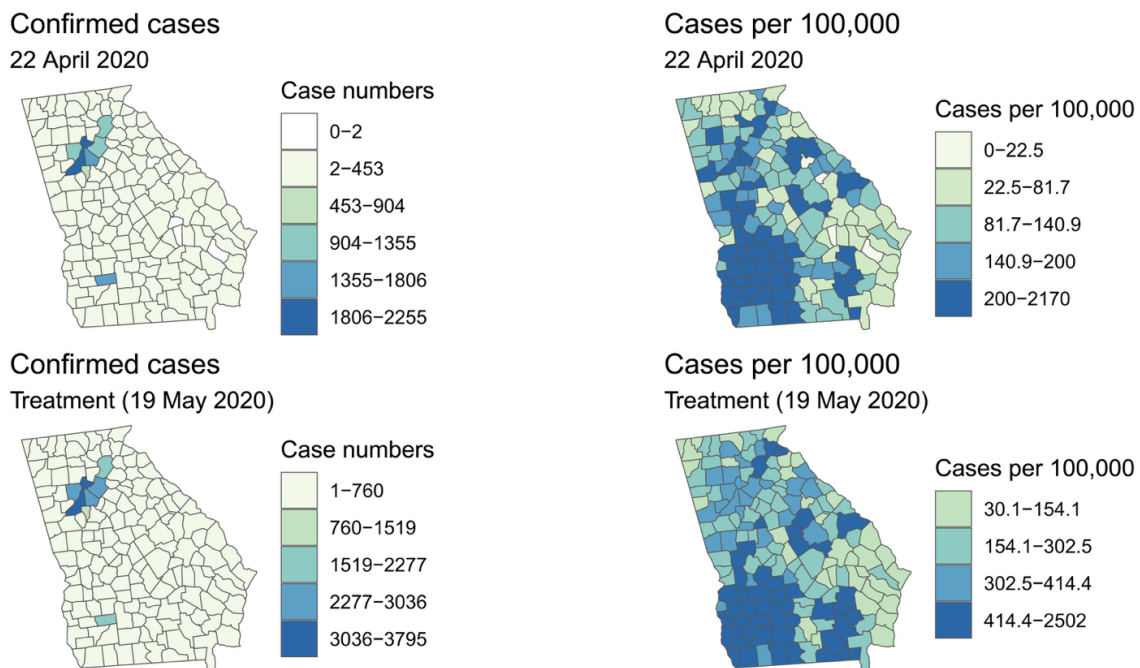 Confirmed cases
22 April 2020
Case numbers
0−2
2−453
453−904
904−1355
1355−1806
1806−2255
Cases per 100,000
22 April 2020
Cases per 100,000
0−22.5
22.5−81.7
81.7−140.9
140.9−200
200−2170
Confirmed cases
Treatment (19 May 2020)
Case numbers
1−760
760−1519
1519−2277
2277−3036
3036−3795
Cases per 100,000
Treatment (19 May 2020)
Cases per 100,000
30.1−154.1
154.1−302.5
302.5−414.4
414.4−2502